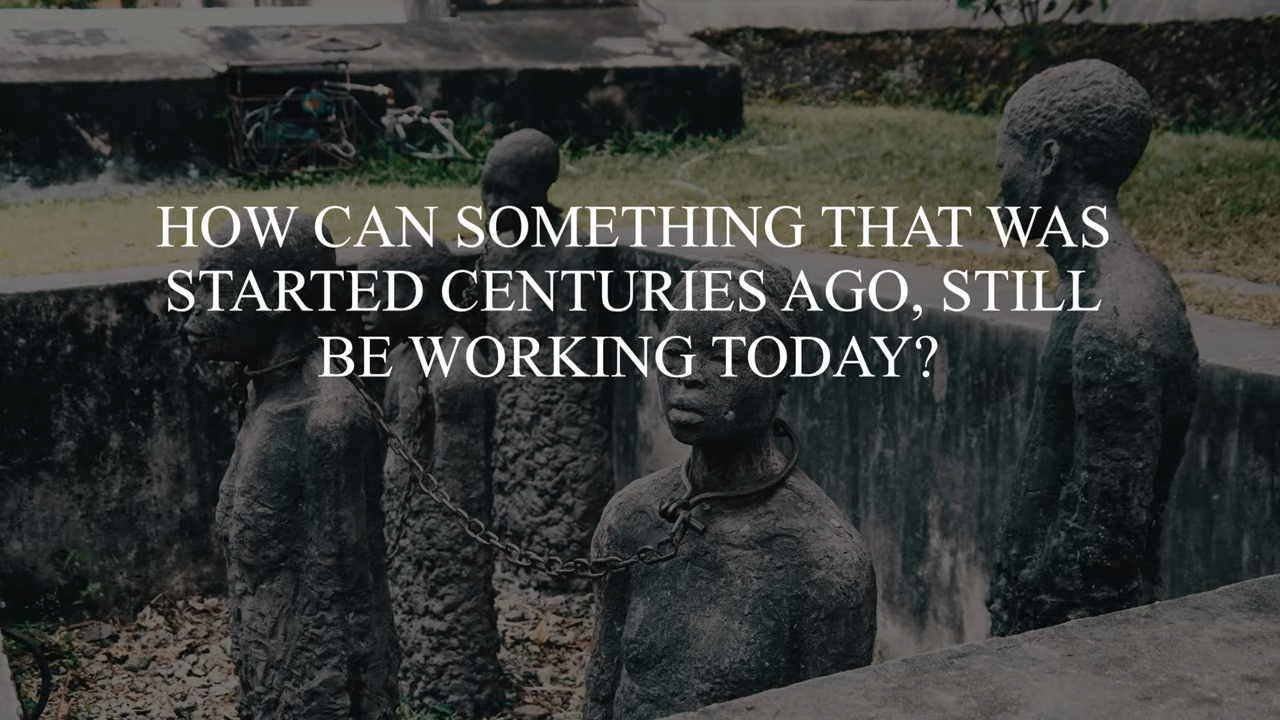 HOW CAN SOMETHING THAT WAS
STARTED CENTURIES AGO, STILL
BE WORKING TODAY?